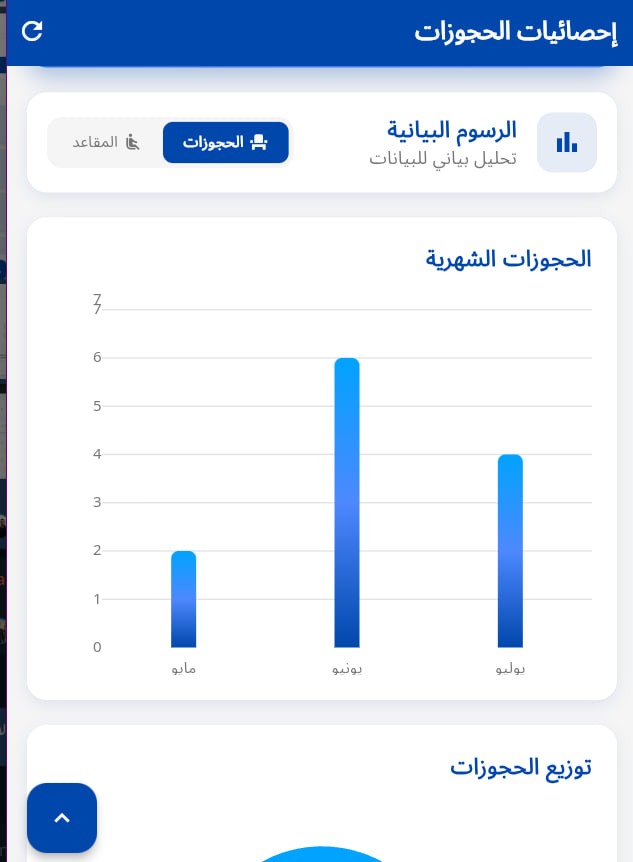 إحصائيات الحجوزات
الرسوم البيانية
تحليل بياني للبيانات
الحجوزات
المقاعد
الحجوزات الشهرية
7
7
6
5
4
3
2
1
0
مايو
يونيو
يوليو
توزيع الحجوزات